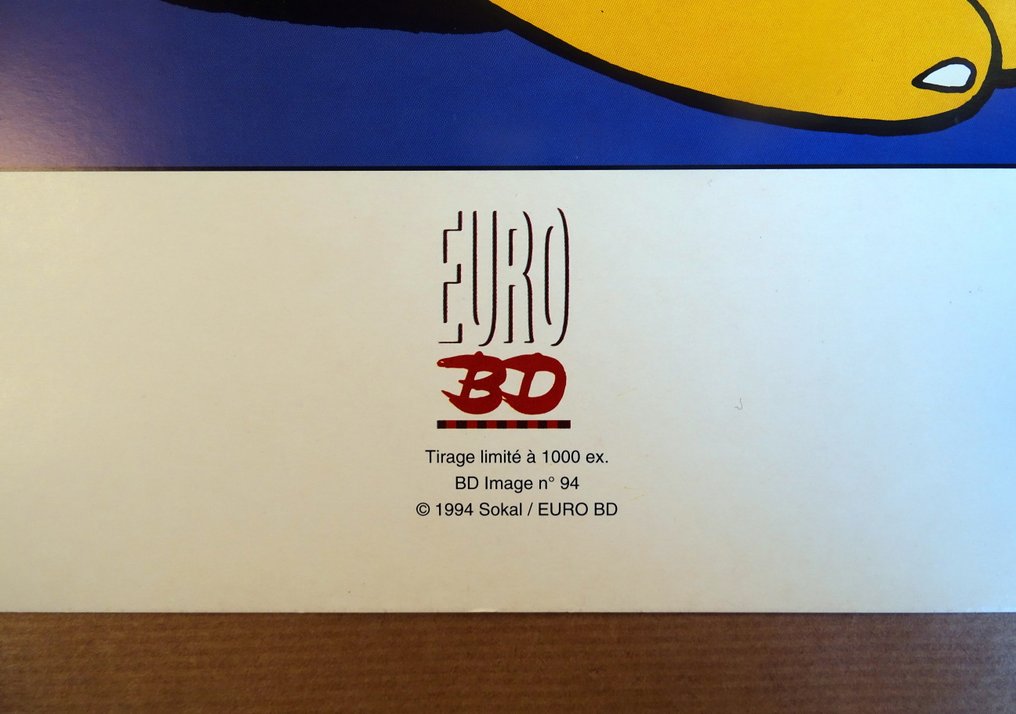 EURO
BD
Tirage limité à 1000 ex.
BD Image n° 94
© 1994 Sokal / EURO BD